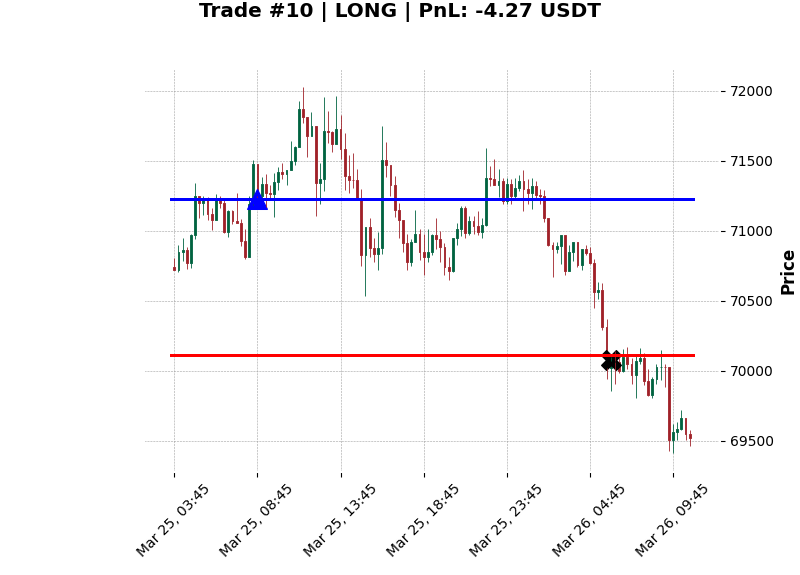 Trade #10 | LONG | PnL: -4.27 USDT
72000
71500
71000
70500
70000
69500
Price
Mar 25, 03:45
Mar 25, 08:45
Mar 25, 13:45
Mar 25, 18:45
Mar 25, 23:45
Mar 26, 04:45
Mar 26, 09:45